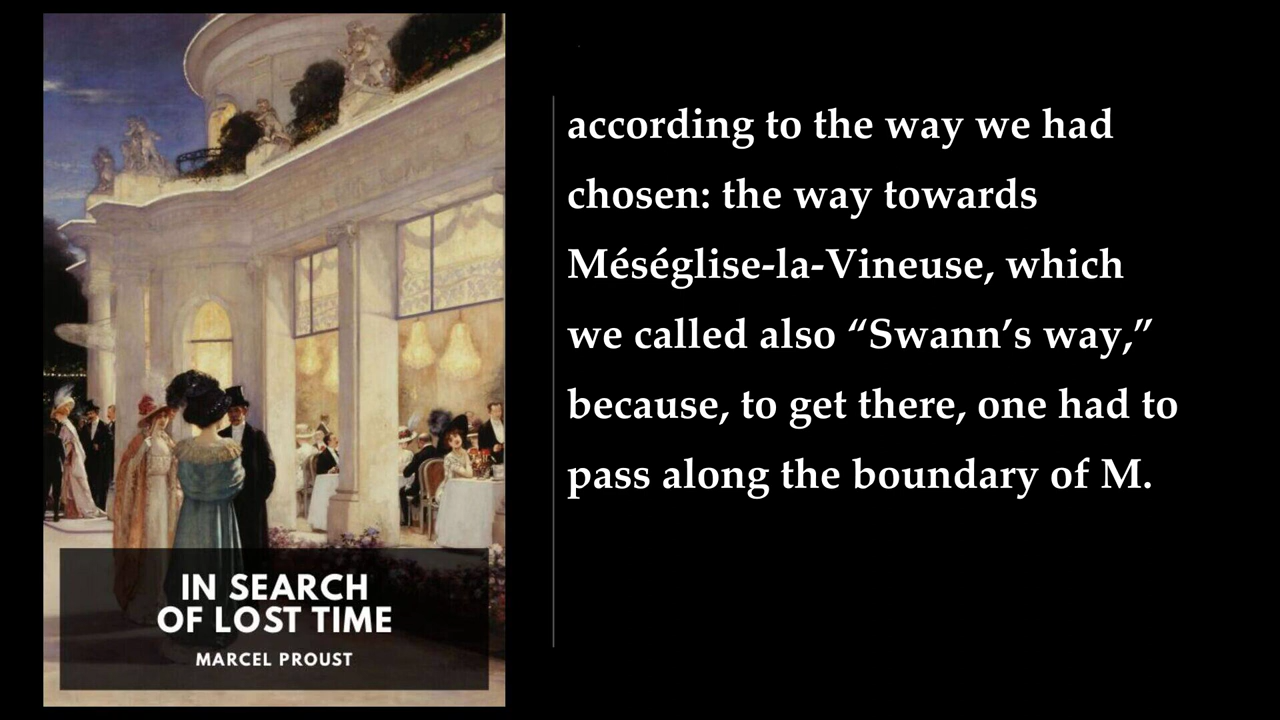 according to the way we had
chosen: the way towards
Méséglise-la-Vineuse, which
we called also “Swann’s way,”
because, to get there, one had to
pass along the boundary of M.
IN SEARCH
OF LOST TIME
MARCEL PROUST